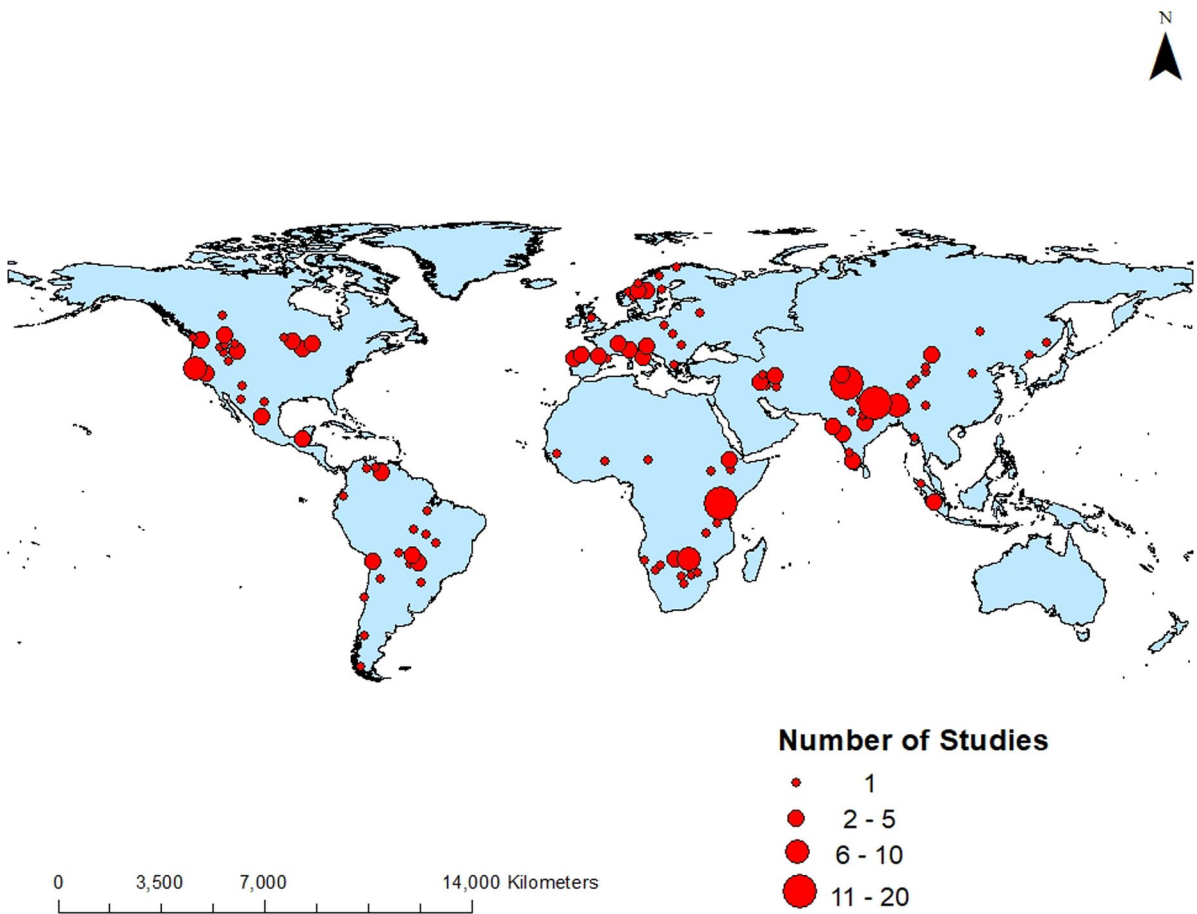 N
Number of Studies
1
2 - 5
6 - 10
11 - 20
0 3,500 7,000 14,000 Kilometers